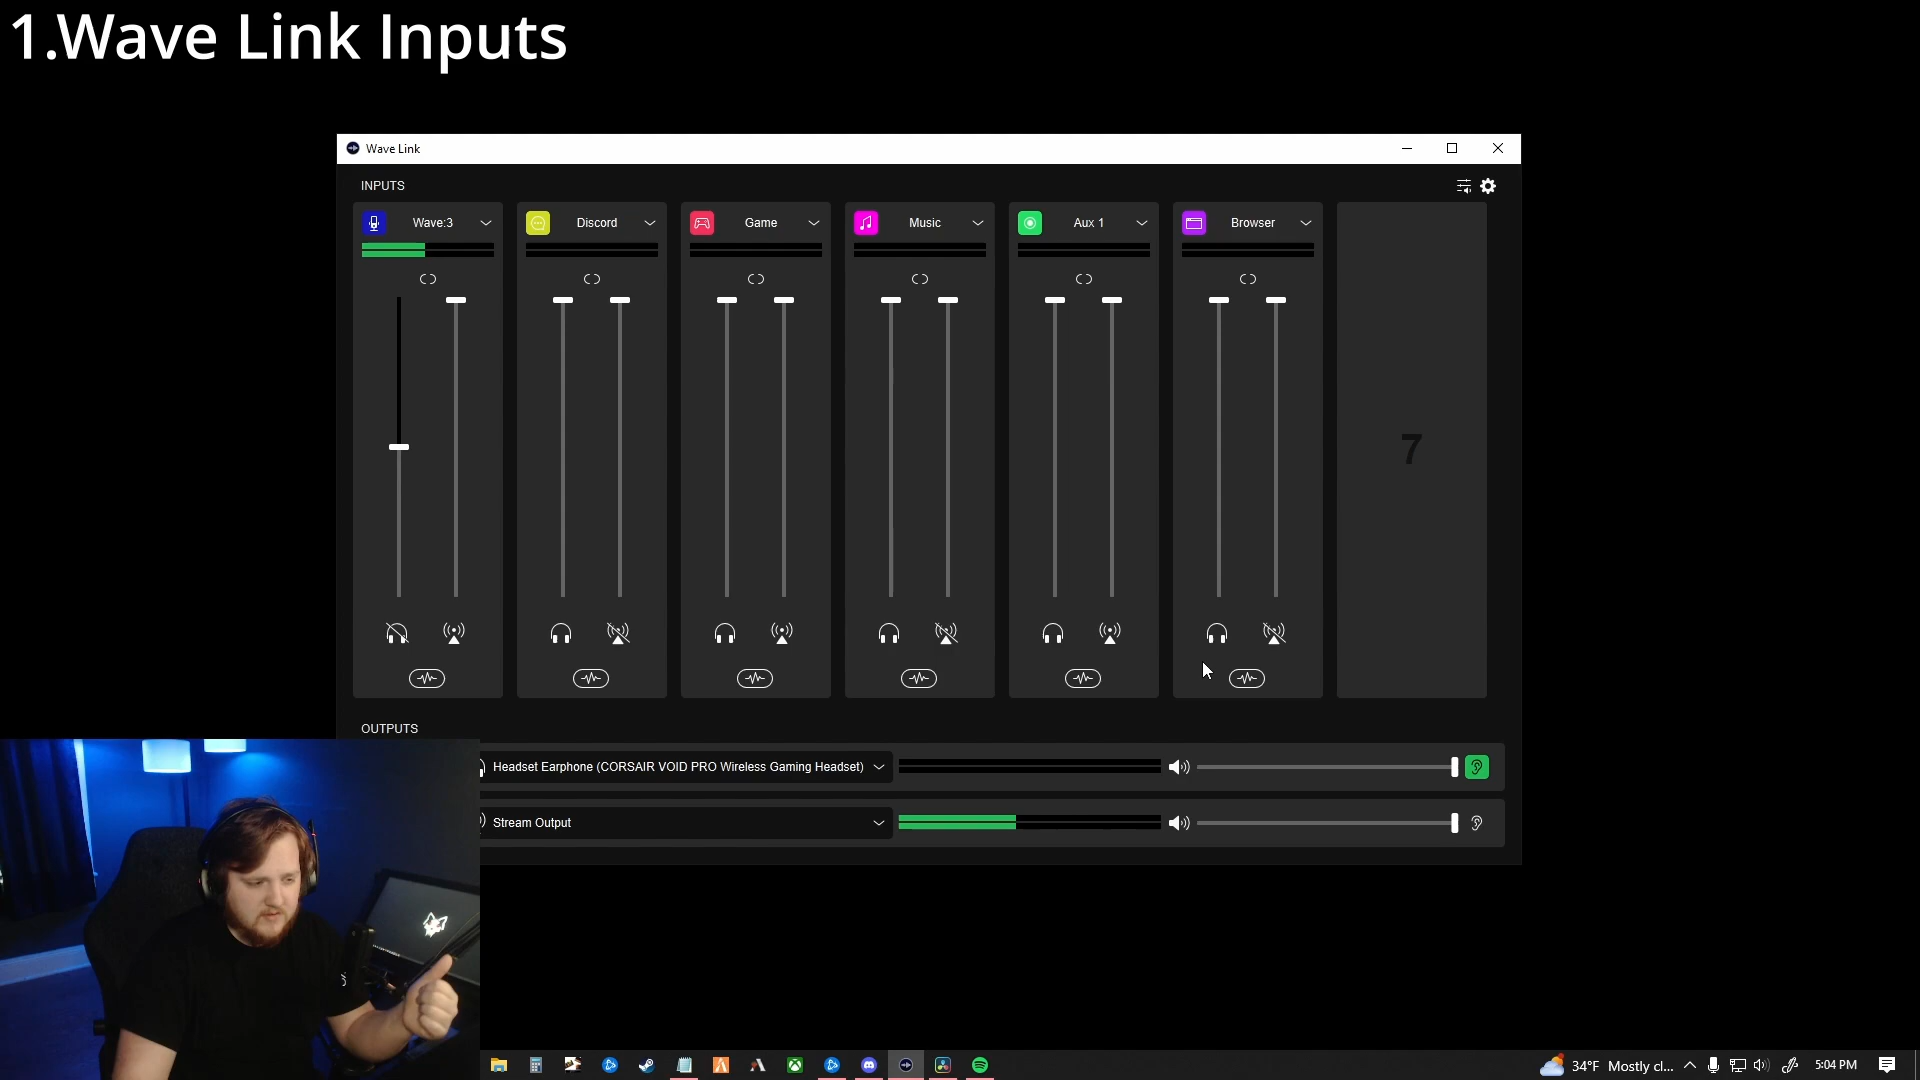 1.Wave Link Inputs
Wave Link
INPUTS
Wave:3
Discord
Game
Music
Aux 1
Browser
7
OUTPUTS
Headset Earphone (CORSAIR VOID PRO Wireless Gaming Headset)
Stream Output
34°F Mostly cl...
5:04 PM